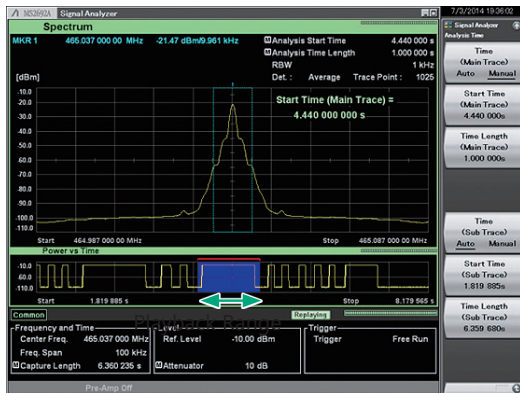 MS2692A Signal Analyzer
7/3/2014 19:36:02
Spectrum
MKR 1 465.037 000 00 MHz -21.47 dBm/9.961 kHz
Analysis Start Time 4.440 000 s
Analysis Time Length 1.000 000 s
RBW 1 kHz
Det. : Average Trace Point : 1025
[dBm]
-10.0
-20.0
30.0
40.0
50.0
60.0
70.0
80.0
-90.0
-100.0
-110.0
Start Time (Main Trace) =
4.440 000 000 s
Start 464.987 000 00 MHz
Stop 465.087 000 00 MHz
Power vs Time
-10.0
60.0
-110.0
Start 1.819 885 s
Stop 8.179 565 s
Playback Range
Common
Replaying
Frequency and Time
Center Freq. 465.037 000 MHz
Freq. Span 100 kHz
Capture Length 6.360 235 s
Level
Ref. Level -10.00 dBm
Attenuator 10 dB
Trigger
Trigger Free Run
Pre-Amp Off
Signal Analyzer
Analysis Time
Time
(Main Trace)
Auto Manual
Start Time
(Main Trace)
4.440 000s
Time Length
(Main Trace)
1.000 000s
Time
(Sub Trace)
Auto Manual
Start Time
(Sub Trace)
1.819 885s
Time Length
(Sub Trace)
6.359 680s